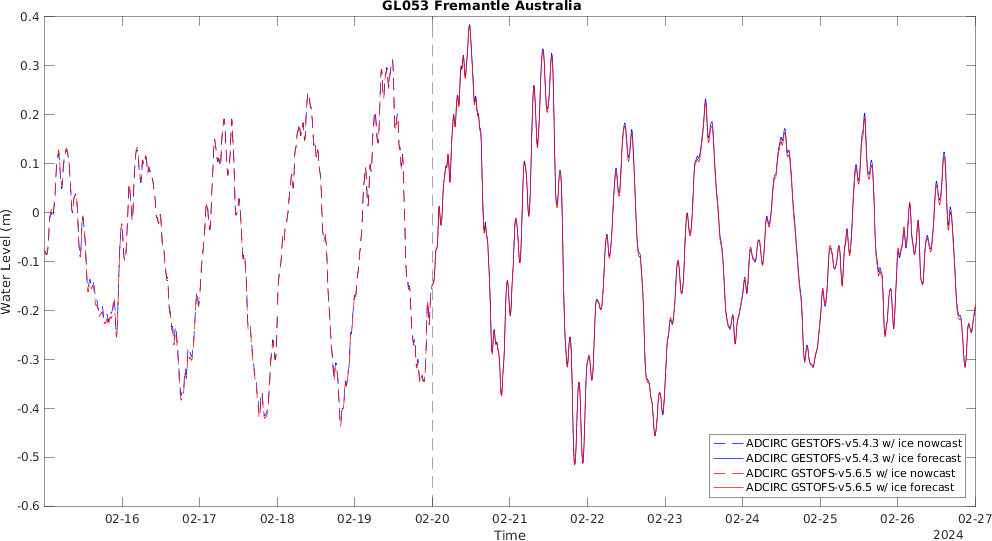 GL053 Fremantle Australia
0.4
0.3
0.2
0.1
0
-0.1
-0.2
-0.3
-0.4
-0.5
-0.6
Water Level (m)
ADCIRC GESTOFS-v5.4.3 w/ ice nowcast
ADCIRC GESTOFS-v5.4.3 w/ ice forecast
ADCIRC GSTOFS-v5.6.5 w/ ice nowcast
ADCIRC GSTOFS-v5.6.5 w/ ice forecast
02-16 02-17 02-18 02-19 02-20 02-21 02-22 02-23 02-24 02-25 02-26 02-27
Time
2024